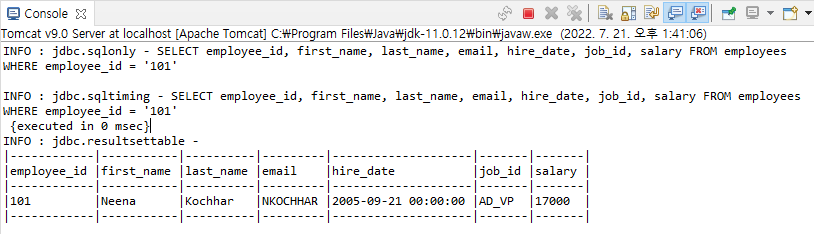 Console
Tomcat v9.0 Server at localhost [Apache Tomcat] C:₩Program Files₩Java₩jdk-11.0.12₩bin₩javaw.exe (2022. 7. 21. 오후 1:41:06)
INFO : jdbc.sqlonly - SELECT employee_id, first_name, last_name, email, hire_date, job_id, salary FROM employees
WHERE employee_id = '101'
INFO : jdbc.sqltiming - SELECT employee_id, first_name, last_name, email, hire_date, job_id, salary FROM employees
WHERE employee_id = '101'
{executed in 0 msec}
INFO : jdbc.resultsettable -
|------------|-----------|----------|---------|--------------------|--------|-------|
|employee_id |first_name |last_name |email |hire_date |job_id |salary |
|------------|-----------|----------|---------|--------------------|--------|-------|
|101 |Neena |Kochhar |NKOCHHAR |2005-09-21 00:00:00 |AD_VP |17000 |
|------------|-----------|----------|---------|--------------------|--------|-------|